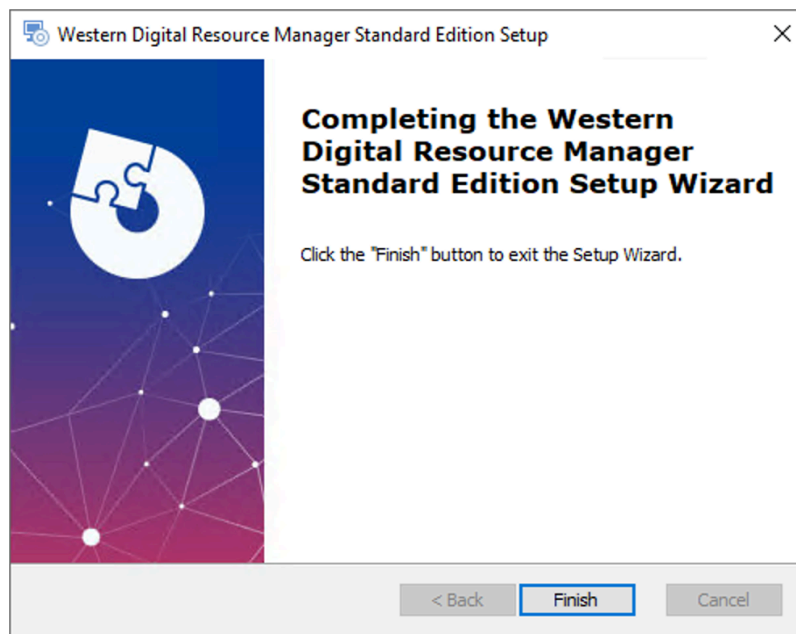 Western Digital Resource Manager Standard Edition Setup
Completing the Western
Digital Resource Manager
Standard Edition Setup Wizard
Click the "Finish" button to exit the Setup Wizard.
< Back
Finish
Cancel